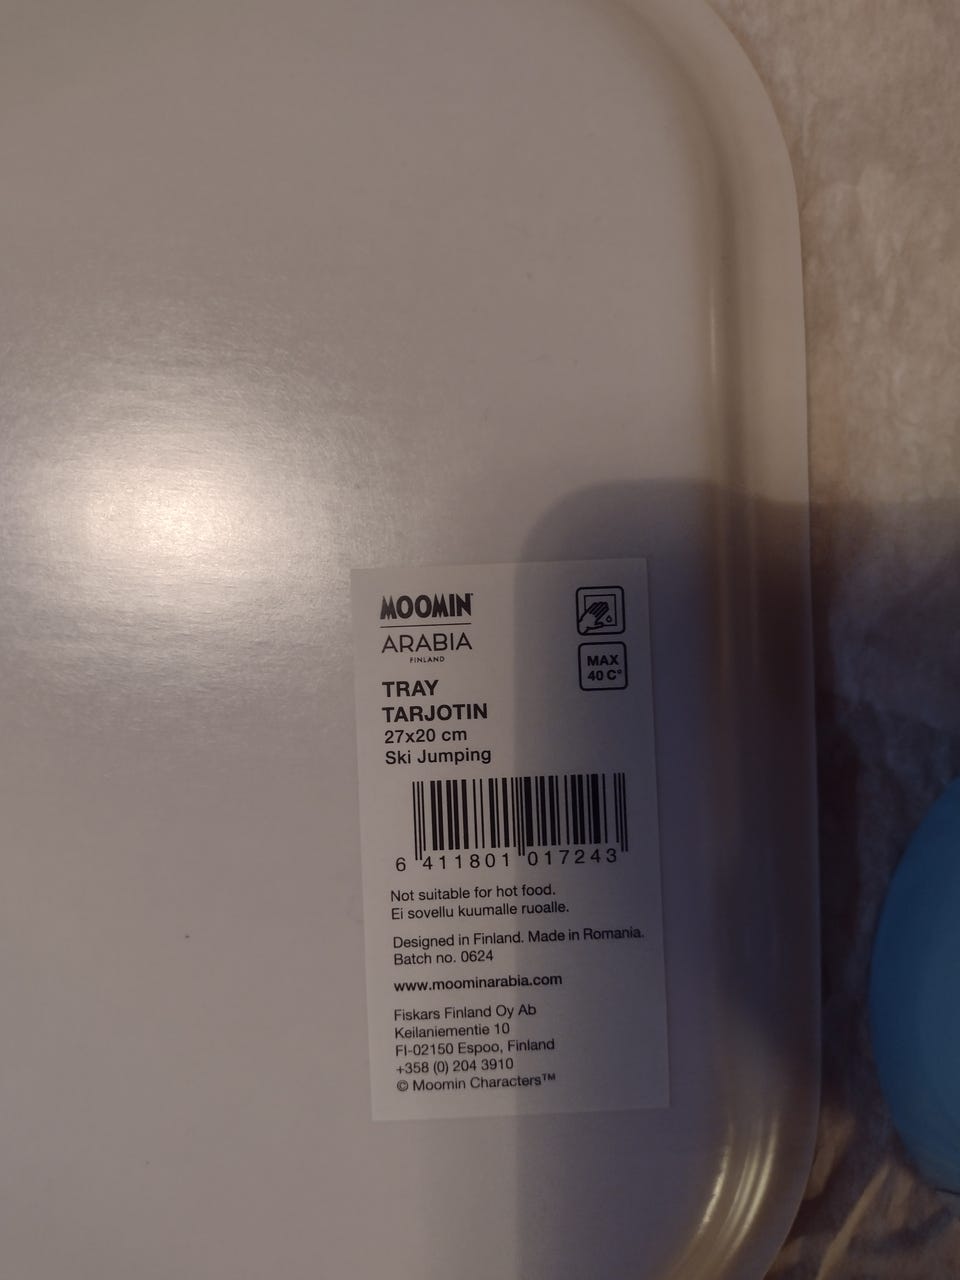 MOOMIN
ARABIA
FINLAND
MAX
40 C°
TRAY
TARJOTIN
27x20 cm
Ski Jumping
6 411801 017243
Not suitable for hot food.
Ei sovellu kuumalle ruoalle.
Designed in Finland. Made in Romania.
Batch no. 0624
www.moominarabia.com
Fiskars Finland Oy Ab
Keilaniementie 10
FI-02150 Espoo, Finland
+358 (0) 204 3910
© Moomin Characters™